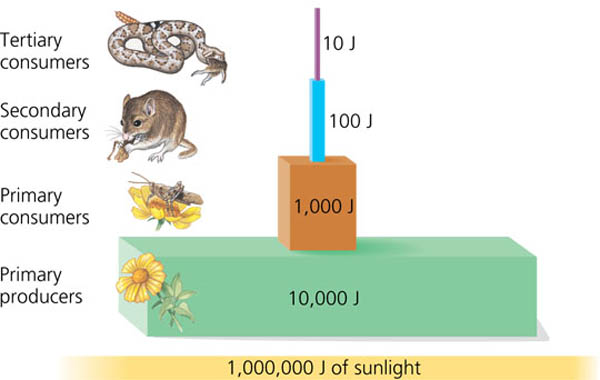 Tertiary
consumers
10 J
Secondary
consumers
100 J
Primary
consumers
1,000 J
Primary
producers
10,000 J
1,000,000 J of sunlight